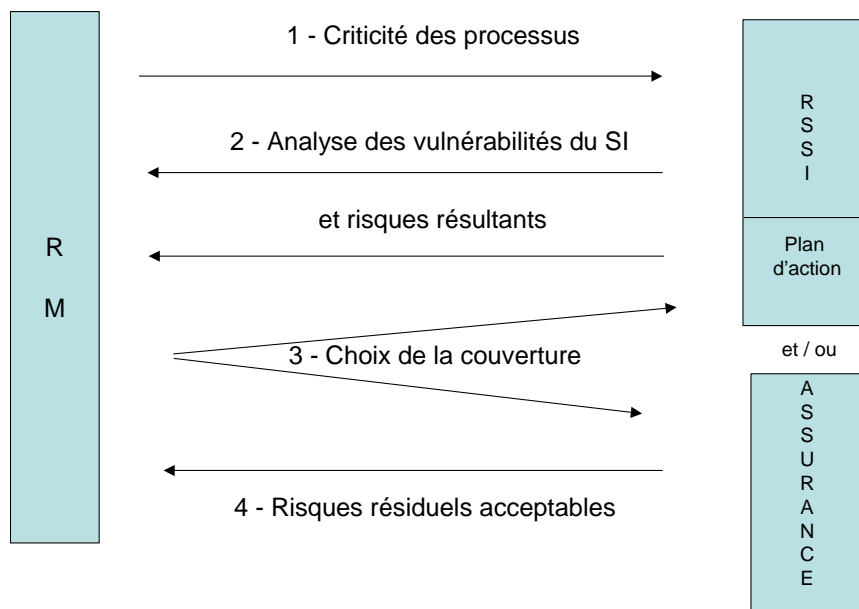 1 - Criticité des processus
2 - Analyse des vulnérabilités du SI
et risques résultants
3 - Choix de la couverture
4 - Risques résiduels acceptables
R
M
R
S
S
I
Plan
d'action
et / ou
A
S
S
U
R
A
N
C
E